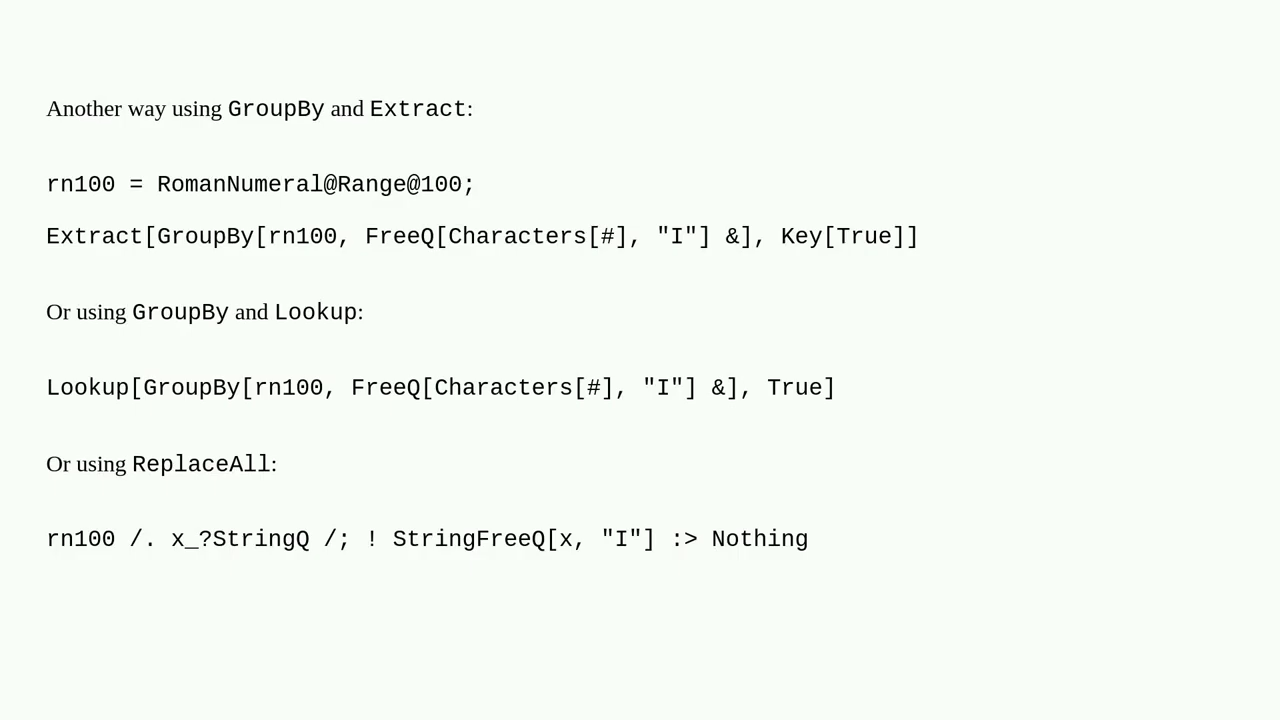 Another way using GroupBy and Extract:
rn100 = RomanNumeral@Range@100;
Extract[GroupBy[rn100, FreeQ[Characters[#], "I"] &], Key[True]]
Or using GroupBy and Lookup:
Lookup[GroupBy[rn100, FreeQ[Characters[#], "I"] &], True]
Or using ReplaceAll:
rn100 /. x_?StringQ /; ! StringFreeQ[x, "I"] :> Nothing